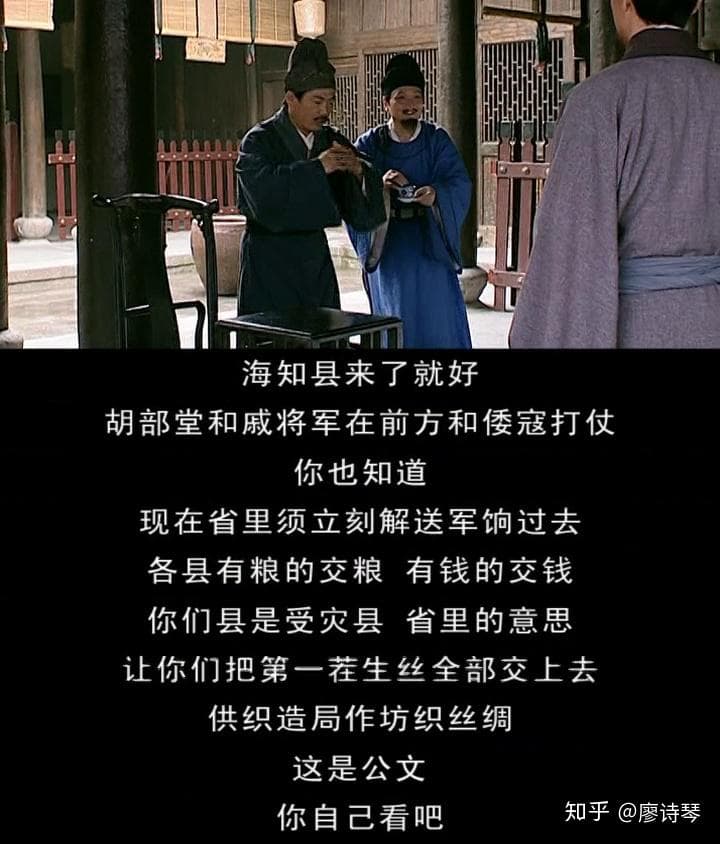 海知县来了就好
胡部堂和戚将军在前方和倭寇打仗
你也知道
现在省里须立刻解送军饷过去
各县有粮的交粮 有钱的交钱
你们县是受灾县 省里的意思
让你们把第一茬生丝全部交上去
供织造局作坊织丝绸
这是公文
你自己看吧
知乎 @廖诗琴